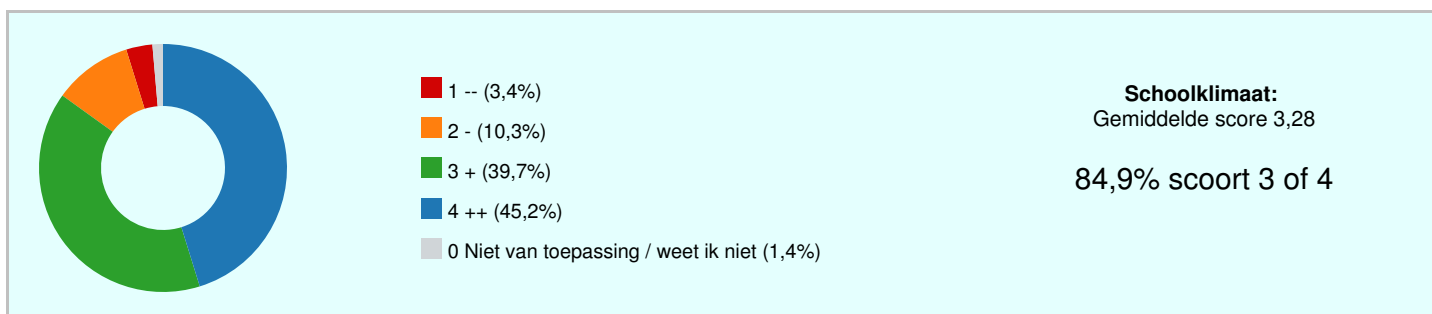 1 -- (3,4%)
2 - (10,3%)
3 + (39,7%)
4 ++ (45,2%)
0 Niet van toepassing / weet ik niet (1,4%)
Schoolklimaat:
Gemiddelde score 3,28
84,9% scoort 3 of 4